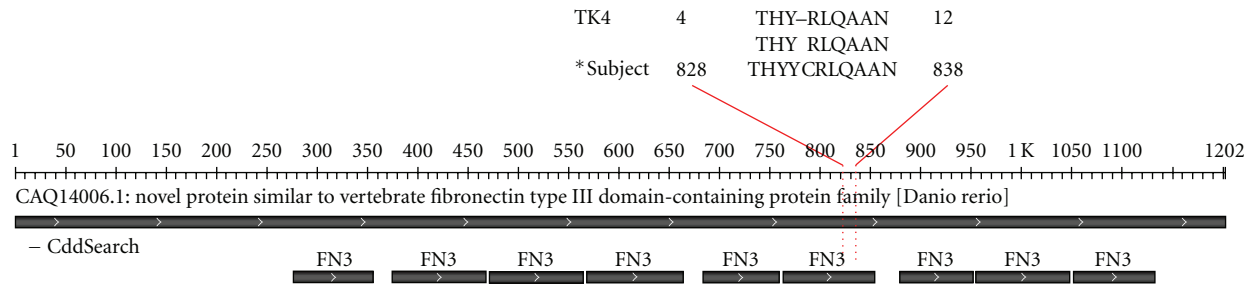 TK4 4 THY–RLQAAN 12
THY RLQAAN
*Subject 828 THYYCRLQAAN 838
1 50 100 150 200 250 300 350 400 450 500 550 600 650 700 750 800 850 900 950 1 K 1050 1100 1202
CAQ14006.1: novel protein similar to vertebrate fibronectin type III domain-containing protein family [Danio rerio]
– CddSearch
FN3 FN3 FN3 FN3 FN3 FN3 FN3 FN3 FN3